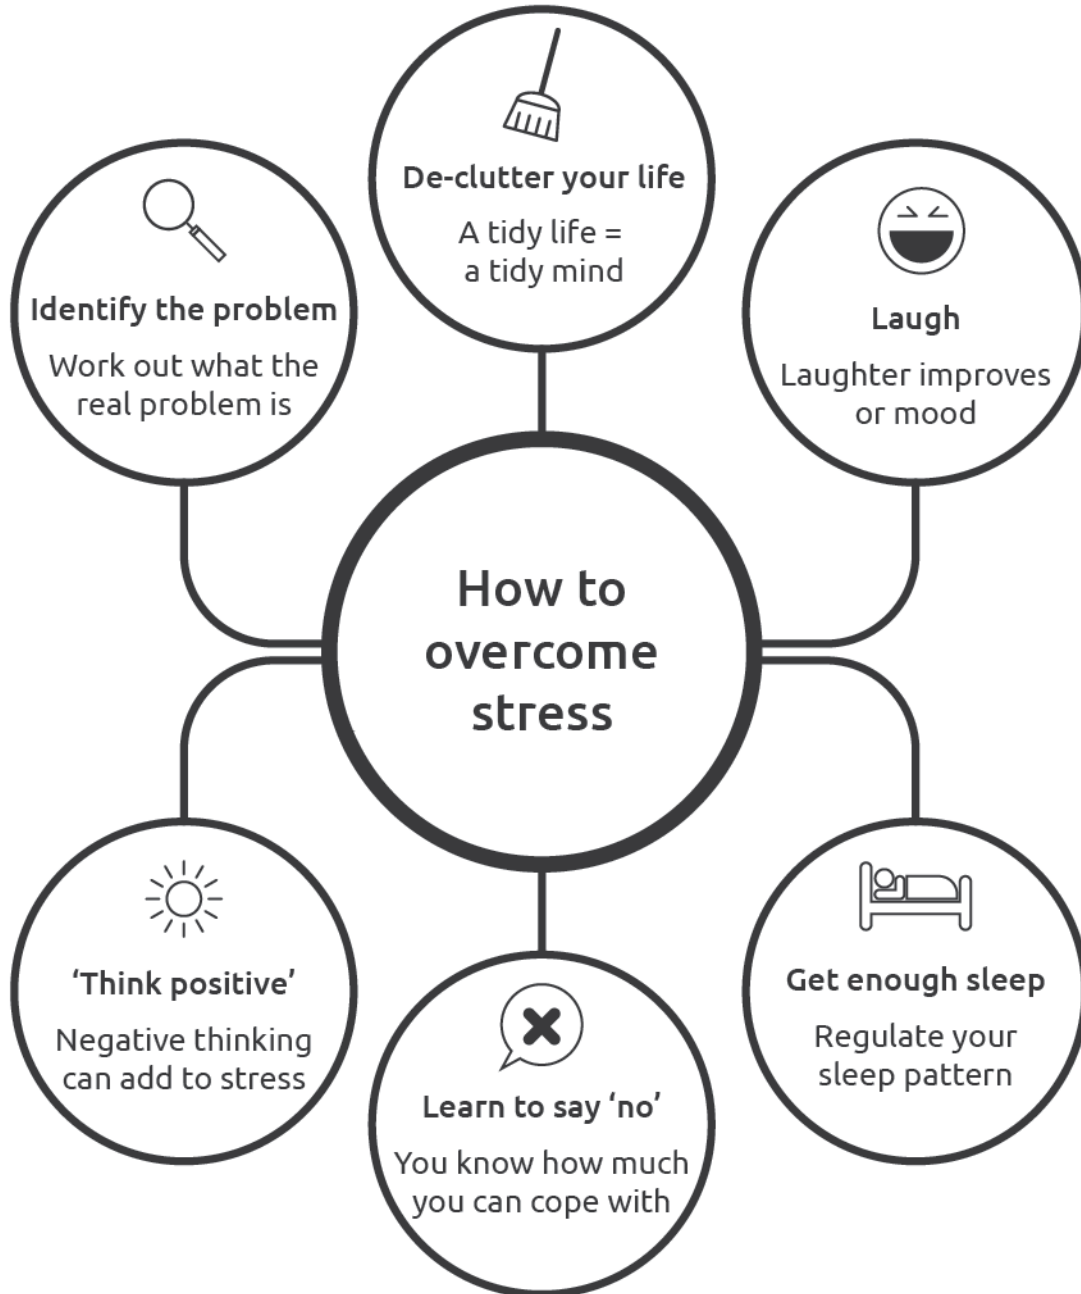 De-clutter your life
A tidy life =
a tidy mind
Identify the problem
Work out what the
real problem is
Laugh
Laughter improves
or mood
How to
overcome
stress
‘Think positive’
Negative thinking
can add to stress
Get enough sleep
Regulate your
sleep pattern
Learn to say ‘no’
You know how much
you can cope with